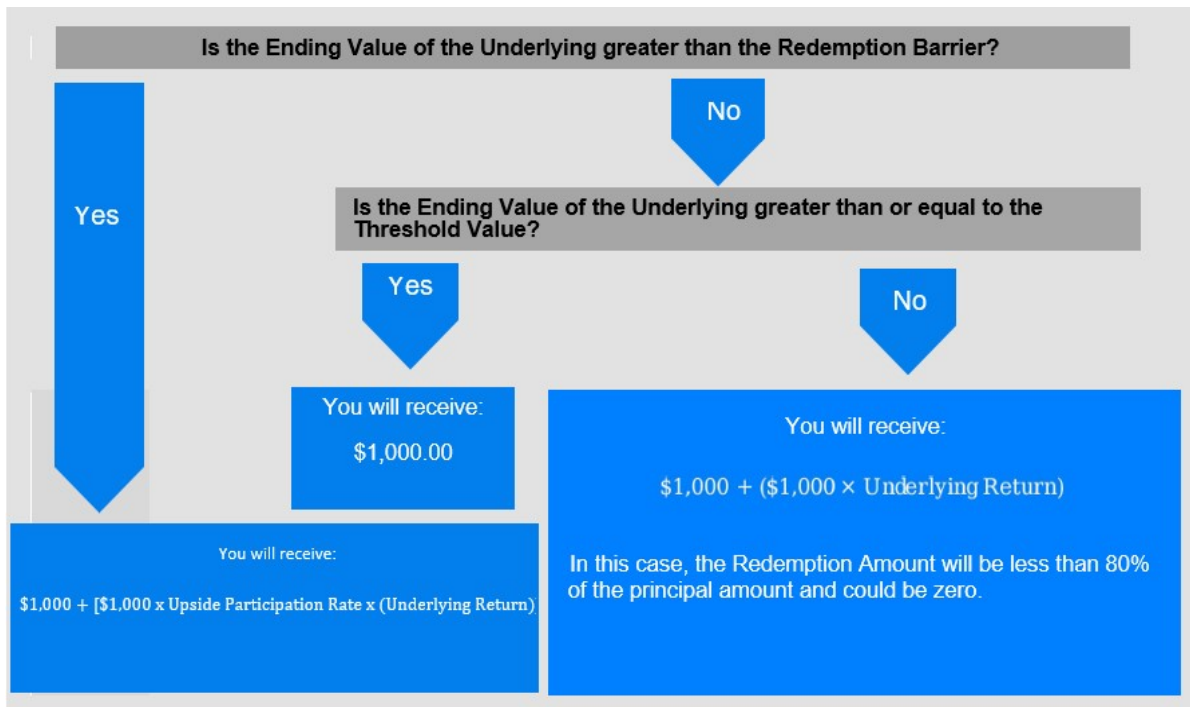 Is the Ending Value of the Underlying greater than the Redemption Barrier?
No
Yes
Is the Ending Value of the Underlying greater than or equal to the
Threshold Value?
Yes
No
You will receive:
$1,000.00
You will receive:
$1,000 + ($1,000 × Underlying Return)
In this case, the Redemption Amount will be less than 80%
of the principal amount and could be zero.
You will receive:
$1,000 + [$1,000 x Upside Participation Rate x (Underlying Return)